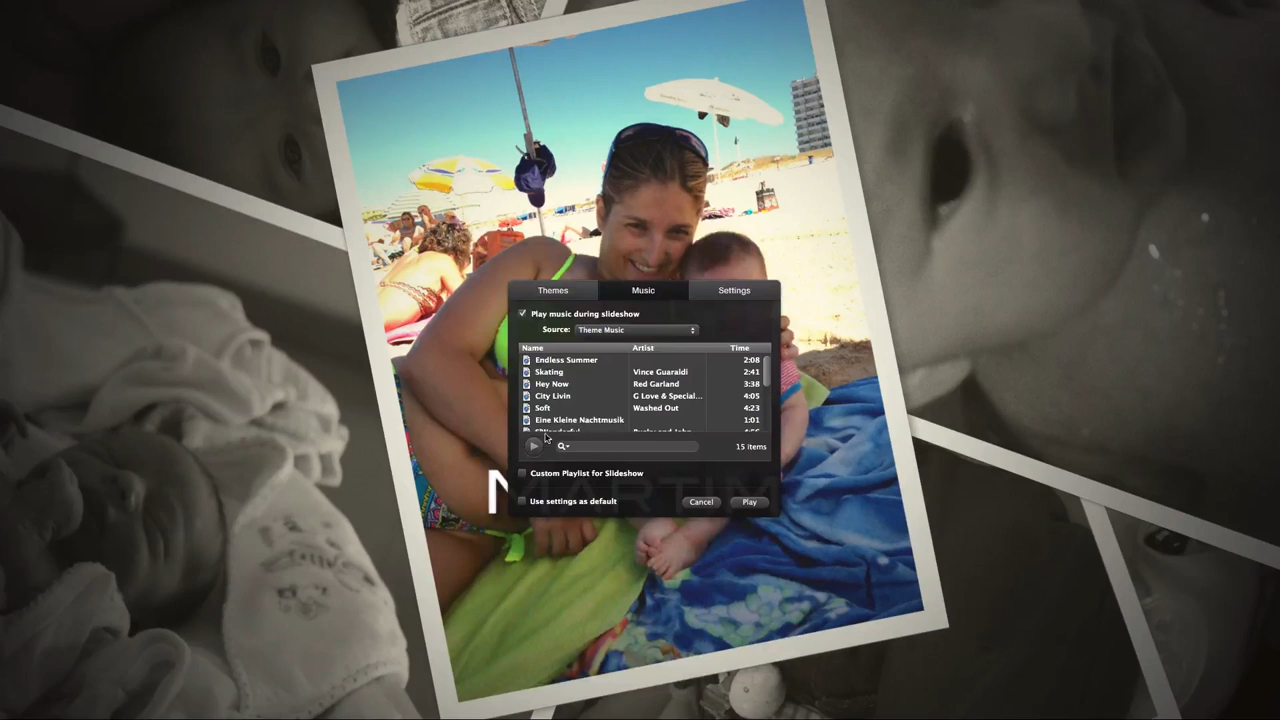 Themes Music Settings
Play music during slideshow
Source: Theme Music
Name Artist Time
Endless Summer 2:08
Skating Vince Guaraldi 2:41
Hey Now Red Garland 3:38
City Livin G Love & Special... 4:05
Soft Washed Out 4:23
Eine Kleine Nachtmusik 1:01
15 items
Custom Playlist for Slideshow
MARTIM
Use settings as default Cancel Play